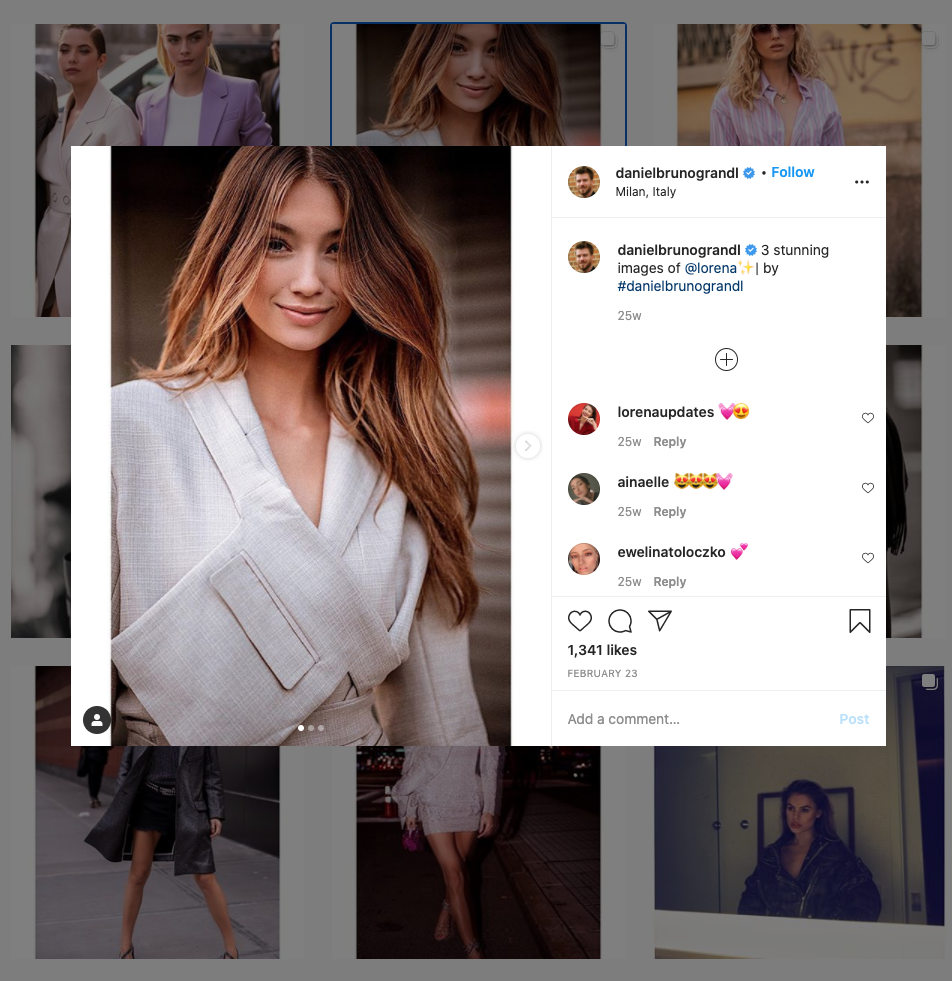 danielbrunograndl • Follow
Milan, Italy
danielbrunograndl 3 stunning
images of @lorena✨| by
#danielbrunograndl
25w
lorenaupdates 💓😍
25w Reply
ainaelle 😻😻😻💓
25w Reply
ewelinatoloczko 💕
25w Reply
1,341 likes
FEBRUARY 23
Add a comment... Post